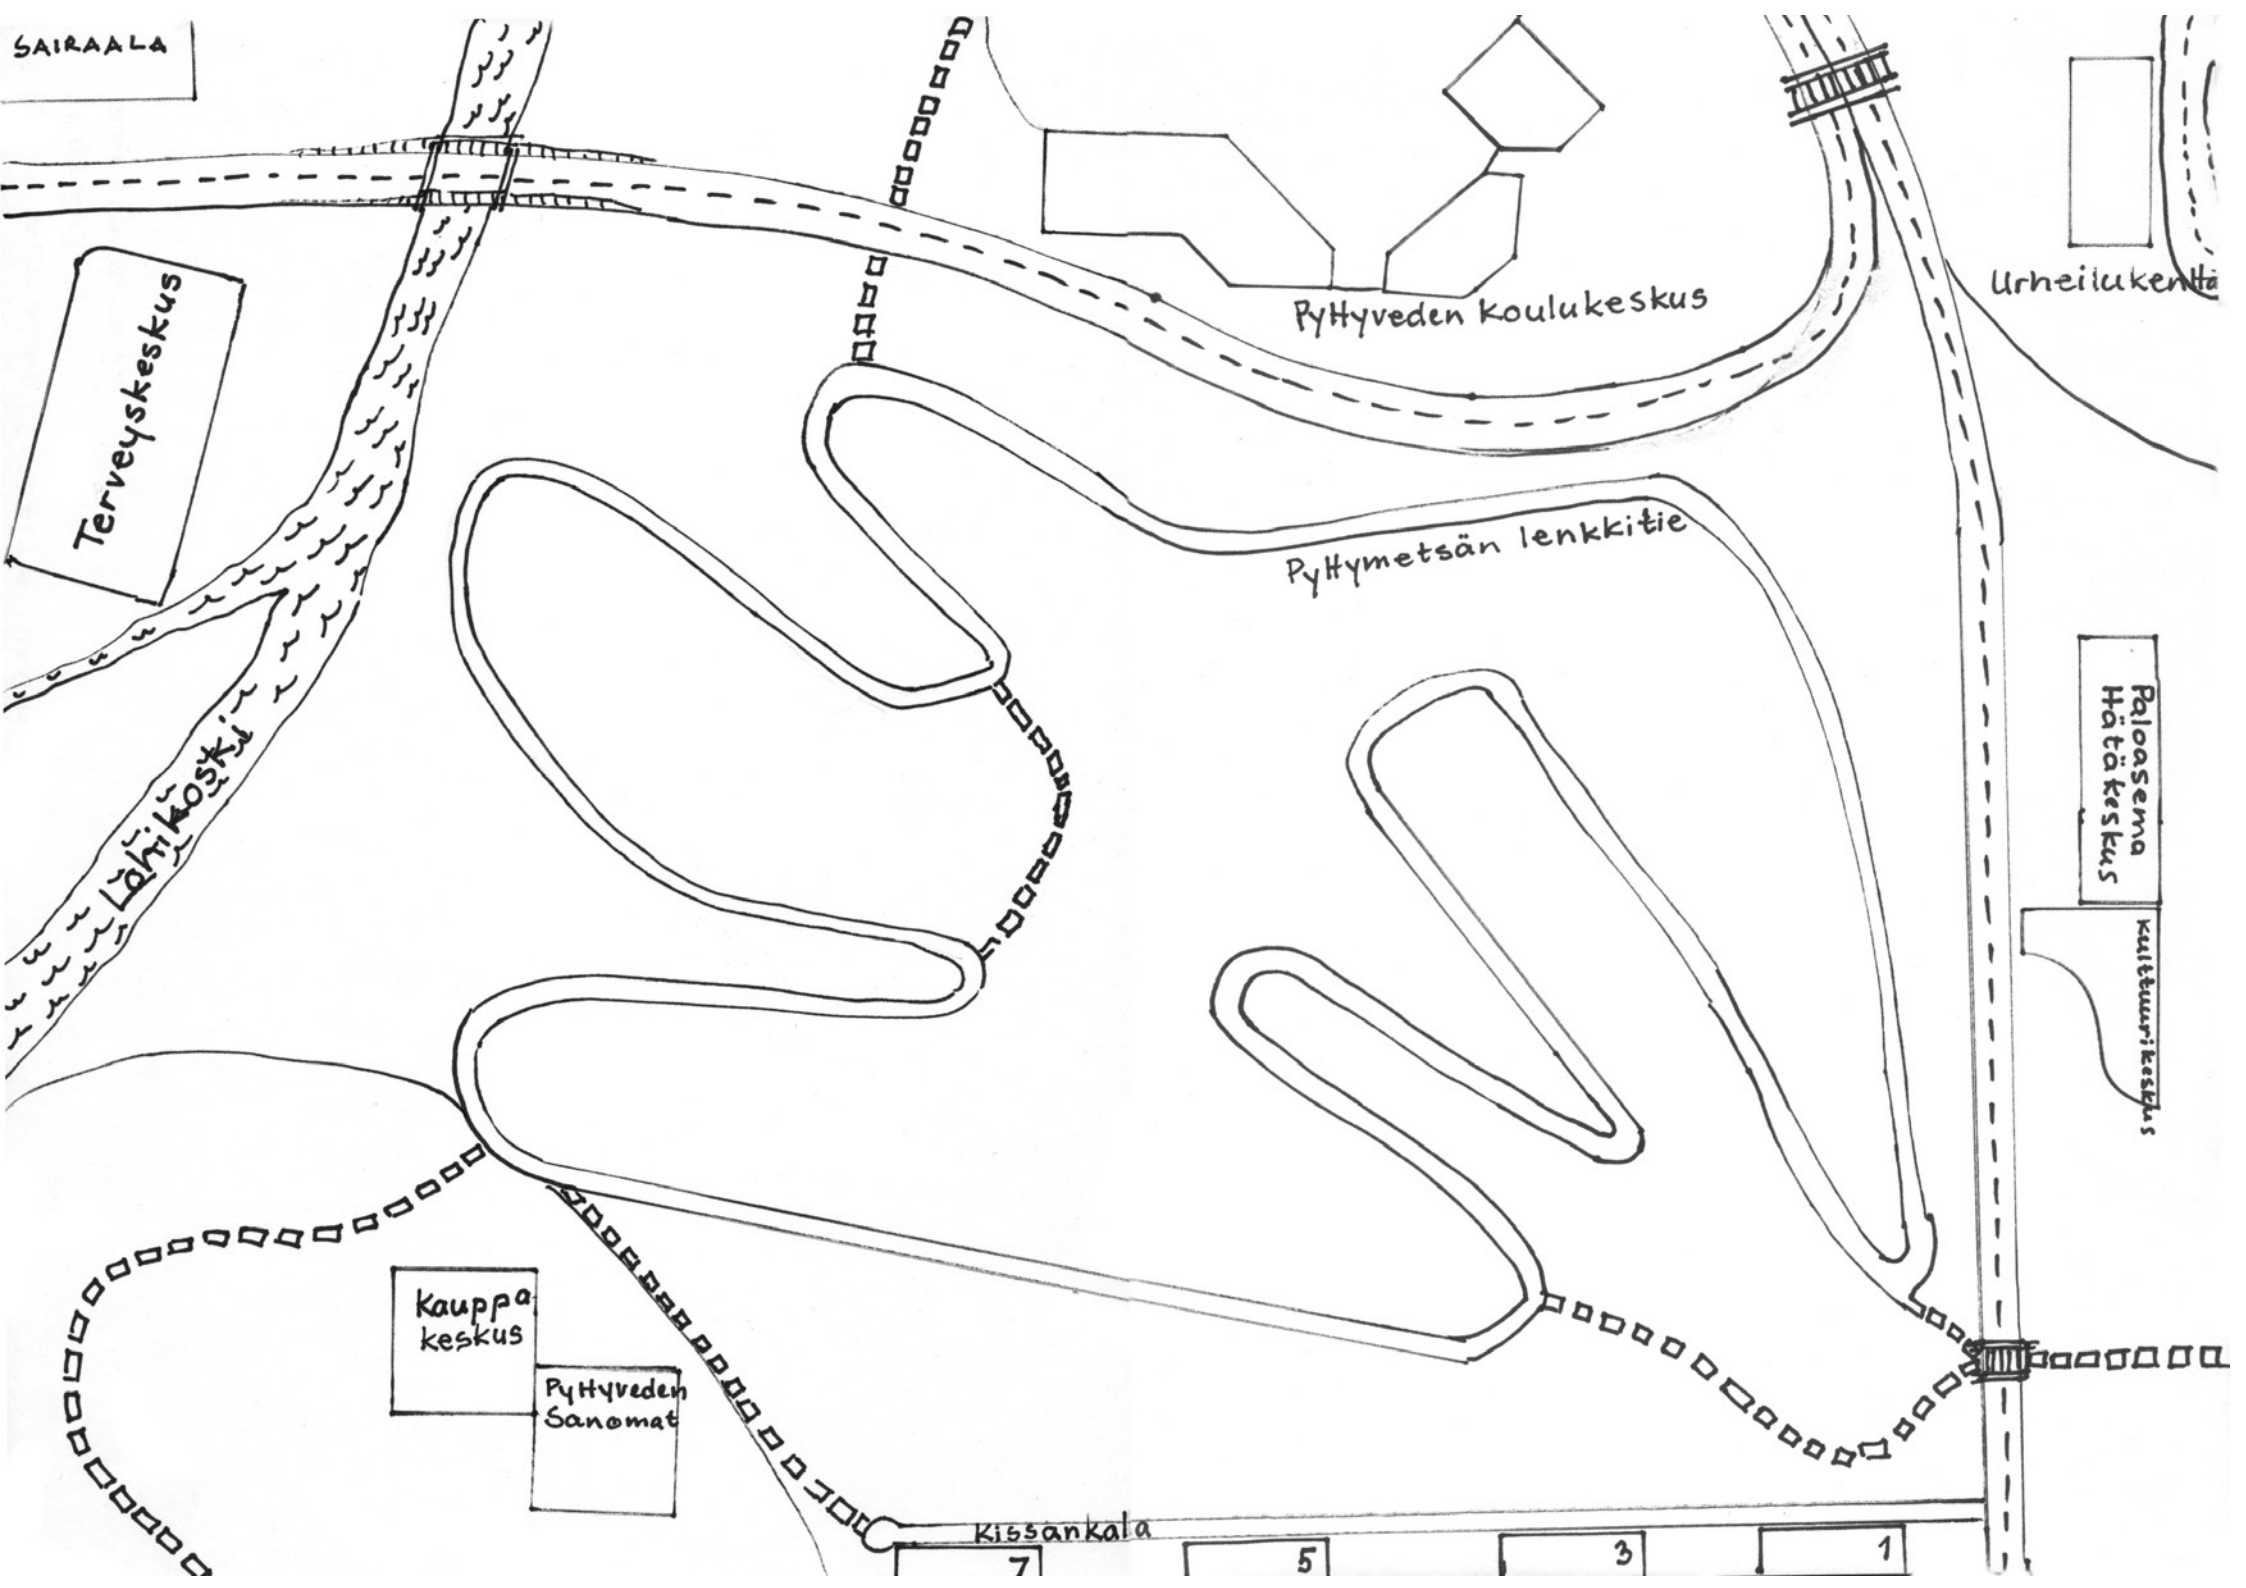 SAIRAALA
Terveyskeskus
PyHyveden koulukeskus
Urheilukenttä
PyHymetsän lenkkitie
Lohikoski
Paloasema
Hätäkeskus
Kulttuurikeskus
Kauppa
keskus
PyHyveden
Sanomat
Kissankala
7
5
3
1